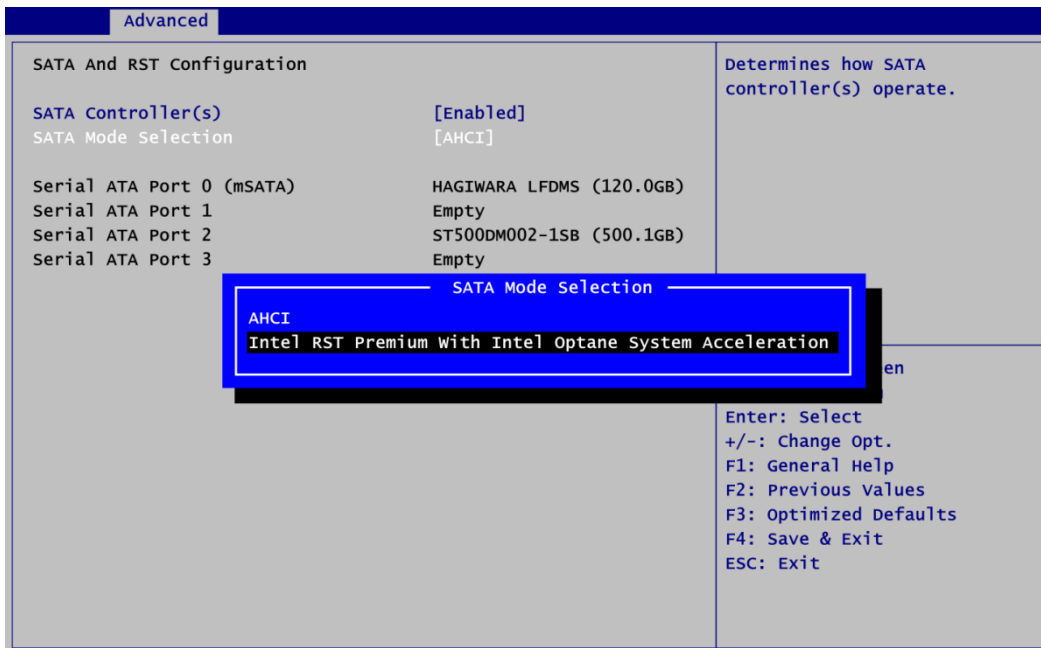 Advanced
SATA And RST Configuration
SATA Controller(s) [Enabled]
SATA Mode Selection [AHCI]
Serial ATA Port 0 (mSATA) HAGIWARA LFDMS (120.0GB)
Serial ATA Port 1 Empty
Serial ATA Port 2 ST500DM002-1SB (500.1GB)
Serial ATA Port 3 Empty
SATA Mode Selection
AHCI
Intel RST Premium With Intel Optane System Acceleration
Determines how SATA
controller(s) operate.
en
Enter: Select
+/-: Change Opt.
F1: General Help
F2: Previous Values
F3: Optimized Defaults
F4: Save & Exit
ESC: Exit